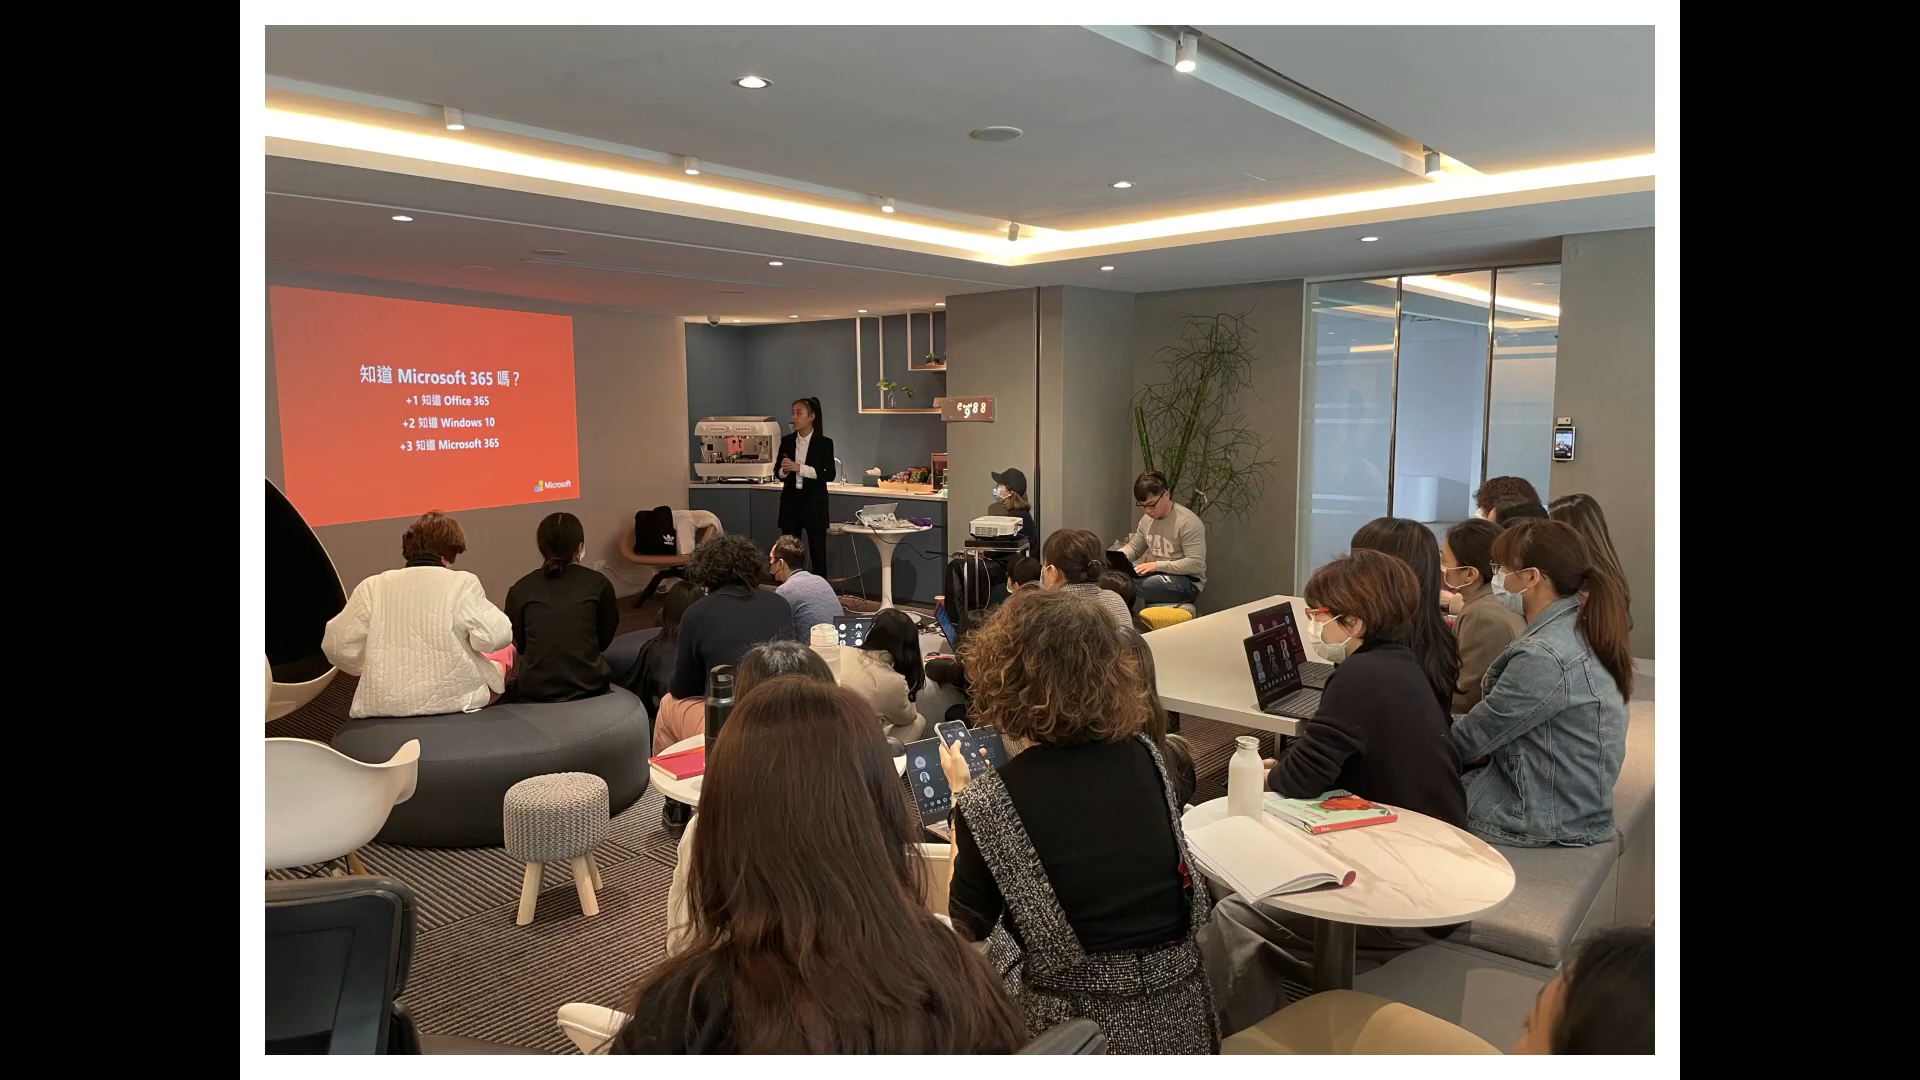 知道 Microsoft 365 嗎？
+1 知道 Office 365
+2 知道 Windows 10
+3 知道 Microsoft 365
Microsoft
GAP